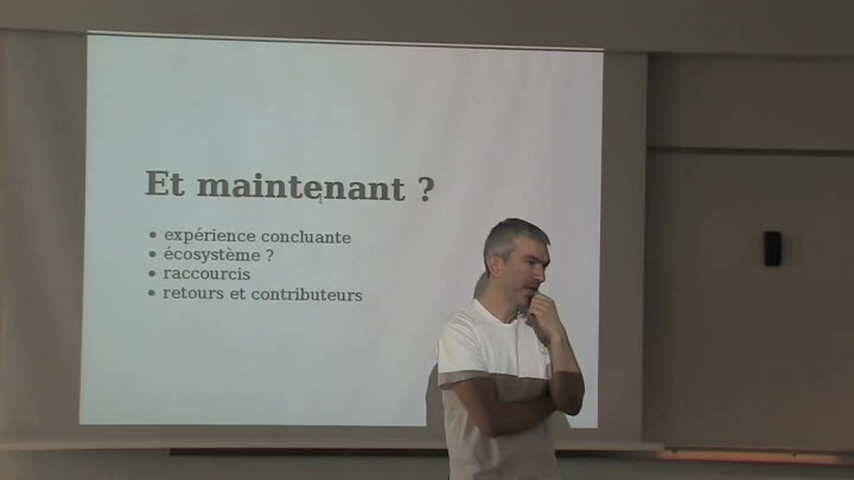 Et maintenant ?
• expérience concluante
• écosystème ?
• raccourcis
• retours et contributeurs